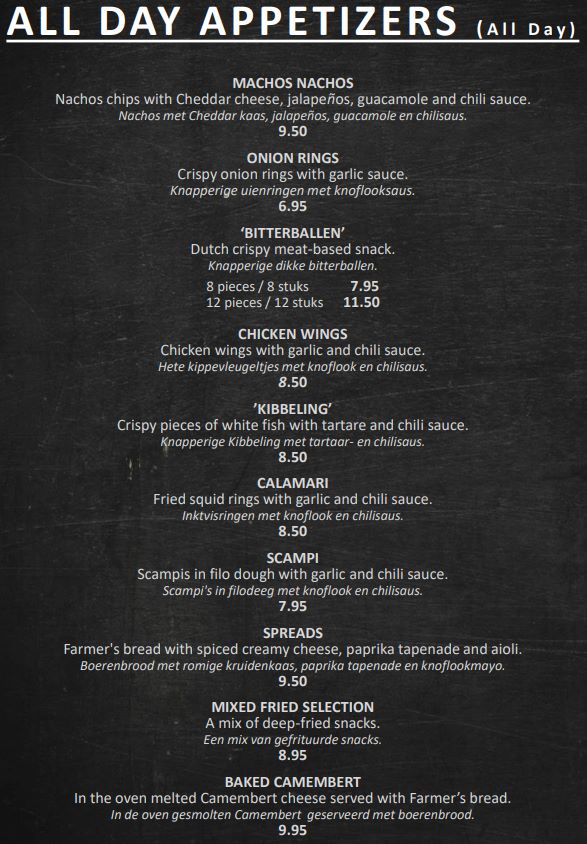 ALL DAY APPETIZERS (All Day)
MACHOS NACHOS
Nachos chips with Cheddar cheese, jalapeños, guacamole and chili sauce.
Nachos met Cheddar kaas, jalapeños, guacamole en chilisaus.
9.50
ONION RINGS
Crispy onion rings with garlic sauce.
Knapperige uienringen met knoflooksaus.
6.95
‘BITTERBALLEN’
Dutch crispy meat-based snack.
Knapperige dikke bitterballen.
8 pieces / 8 stuks 7.95
12 pieces / 12 stuks 11.50
CHICKEN WINGS
Chicken wings with garlic and chili sauce.
Hete kippevleugeltjes met knoflook en chilisaus.
8.50
’KIBBELING’
Crispy pieces of white fish with tartare and chili sauce.
Knapperige Kibbeling met tartaar- en chilisaus.
8.50
CALAMARI
Fried squid rings with garlic and chili sauce.
Inktvisringen met knoflook en chilisaus.
8.50
SCAMPI
Scampis in filo dough with garlic and chili sauce.
Scampi's in filodeeg met knoflook en chilisaus.
7.95
SPREADS
Farmer's bread with spiced creamy cheese, paprika tapenade and aioli.
Boerenbrood met romige kruidenkaas, paprika tapenade en knoflookmayo.
9.50
MIXED FRIED SELECTION
A mix of deep-fried snacks.
Een mix van gefrituurde snacks.
8.95
BAKED CAMEMBERT
In the oven melted Camembert cheese served with Farmer’s bread.
In de oven gesmolten Camembert geserveerd met boerenbrood.
9.95